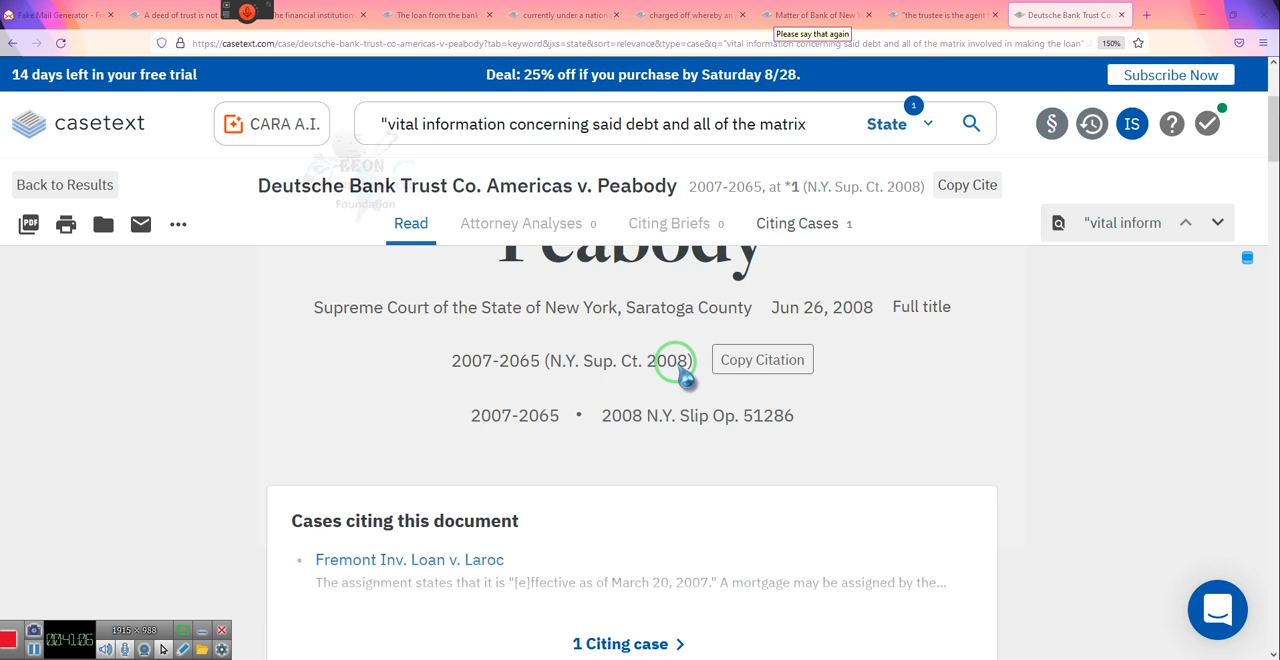 Fake Mail Generator - Fr
A deed of trust is not
The financial institutions
The loan from the bank
currently under a nation
charged off whereby an
Matter of Bank of New
"the trustee is the agent
Deutsche Bank Trust Co.
Please say that again
https://casetext.com/case/deutsche-bank-trust-co-americas-v-peabody?tab=keyword&jxs=state&sort=relevance&type=case&q="vital information concerning said debt and all of the matrix involved in making the loan"
150%
14 days left in your free trial
Deal: 25% off if you purchase by Saturday 8/28.
Subscribe Now
casetext
CARA A.I.
"vital information concerning said debt and all of the matrix
State
1
§
IS
?
EEON
Foundation
Back to Results
Deutsche Bank Trust Co. Americas v. Peabody
2007-2065, at *1 (N.Y. Sup. Ct. 2008)
Copy Cite
PDF
Read
Attorney Analyses 0
Citing Briefs 0
Citing Cases 1
"vital inform
Peabody
Supreme Court of the State of New York, Saratoga County
Jun 26, 2008
Full title
2007-2065 (N.Y. Sup. Ct. 2008)
Copy Citation
2007-2065 • 2008 N.Y. Slip Op. 51286
Cases citing this document
• Fremont Inv. Loan v. Laroc
The assignment states that it is "[e]ffective as of March 20, 2007." A mortgage may be assigned by the...
1 Citing case
1915 × 988
00:41:06